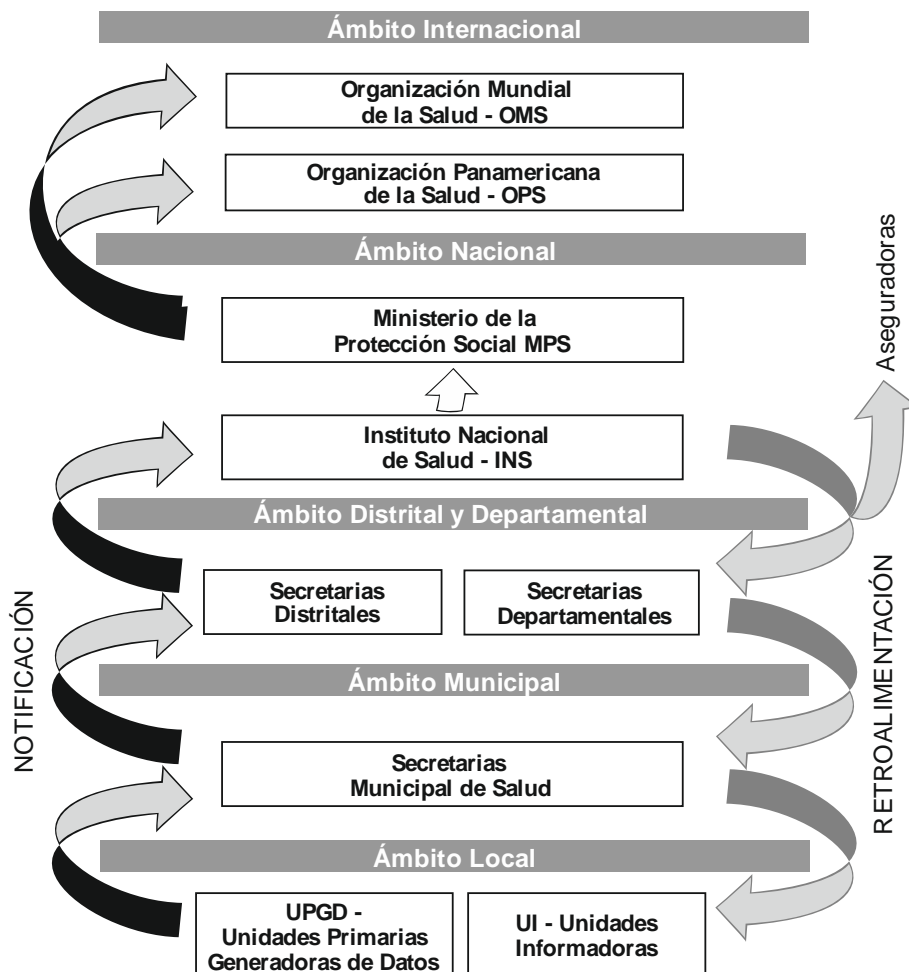 Ámbito Internacional
Organización Mundial
de la Salud - OMS
Organización Panamericana
de la Salud - OPS
Ámbito Nacional
Ministerio de la
Protección Social MPS
Aseguradoras
Instituto Nacional
de Salud - INS
Ámbito Distrital y Departamental
Secretarias
Distritales
Secretarias
Departamentales
NOTIFICACIÓN
RETROALIMENTACIÓN
Ámbito Municipal
Secretarias
Municipal de Salud
Ámbito Local
UPGD -
Unidades Primarias
Generadoras de Datos
UI - Unidades
Informadoras